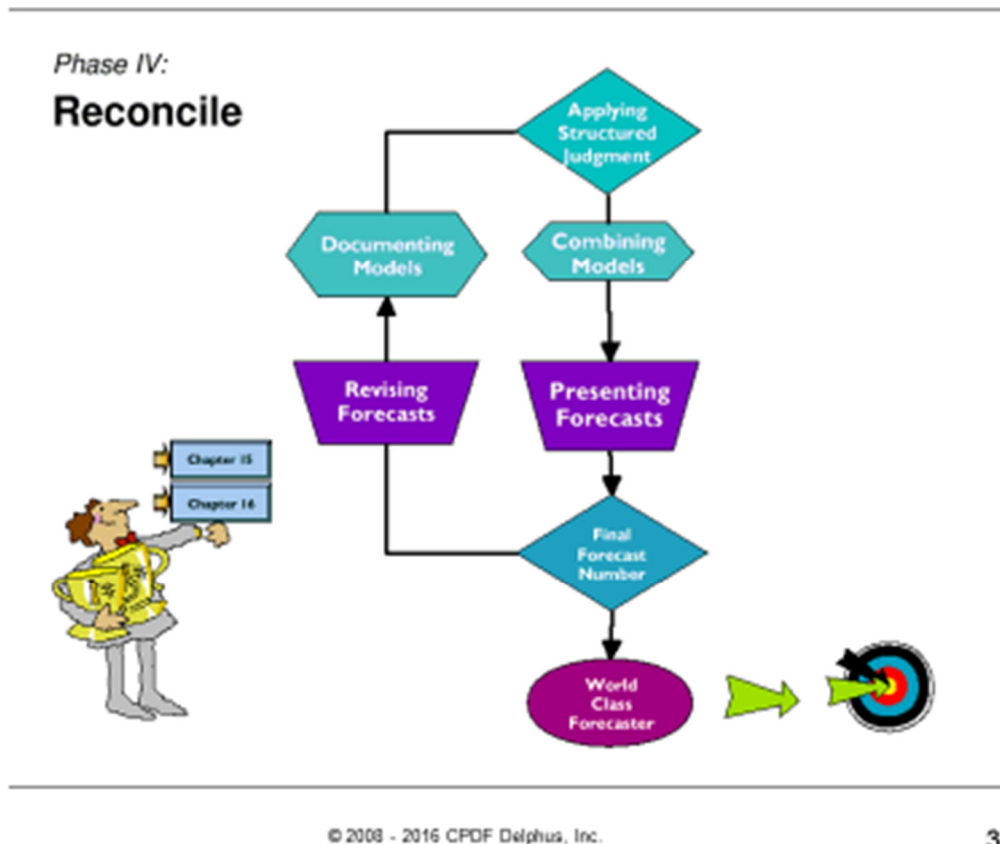 Phase IV:
Reconcile
Applying
Structured
Judgment
Documenting
Models
Combining
Models
Revising
Forecasts
Presenting
Forecasts
Chapter 15
Chapter 16
Final
Forecast
Number
World
Class
Forecaster
© 2008 - 2016 CPDF Delphus, Inc.
3